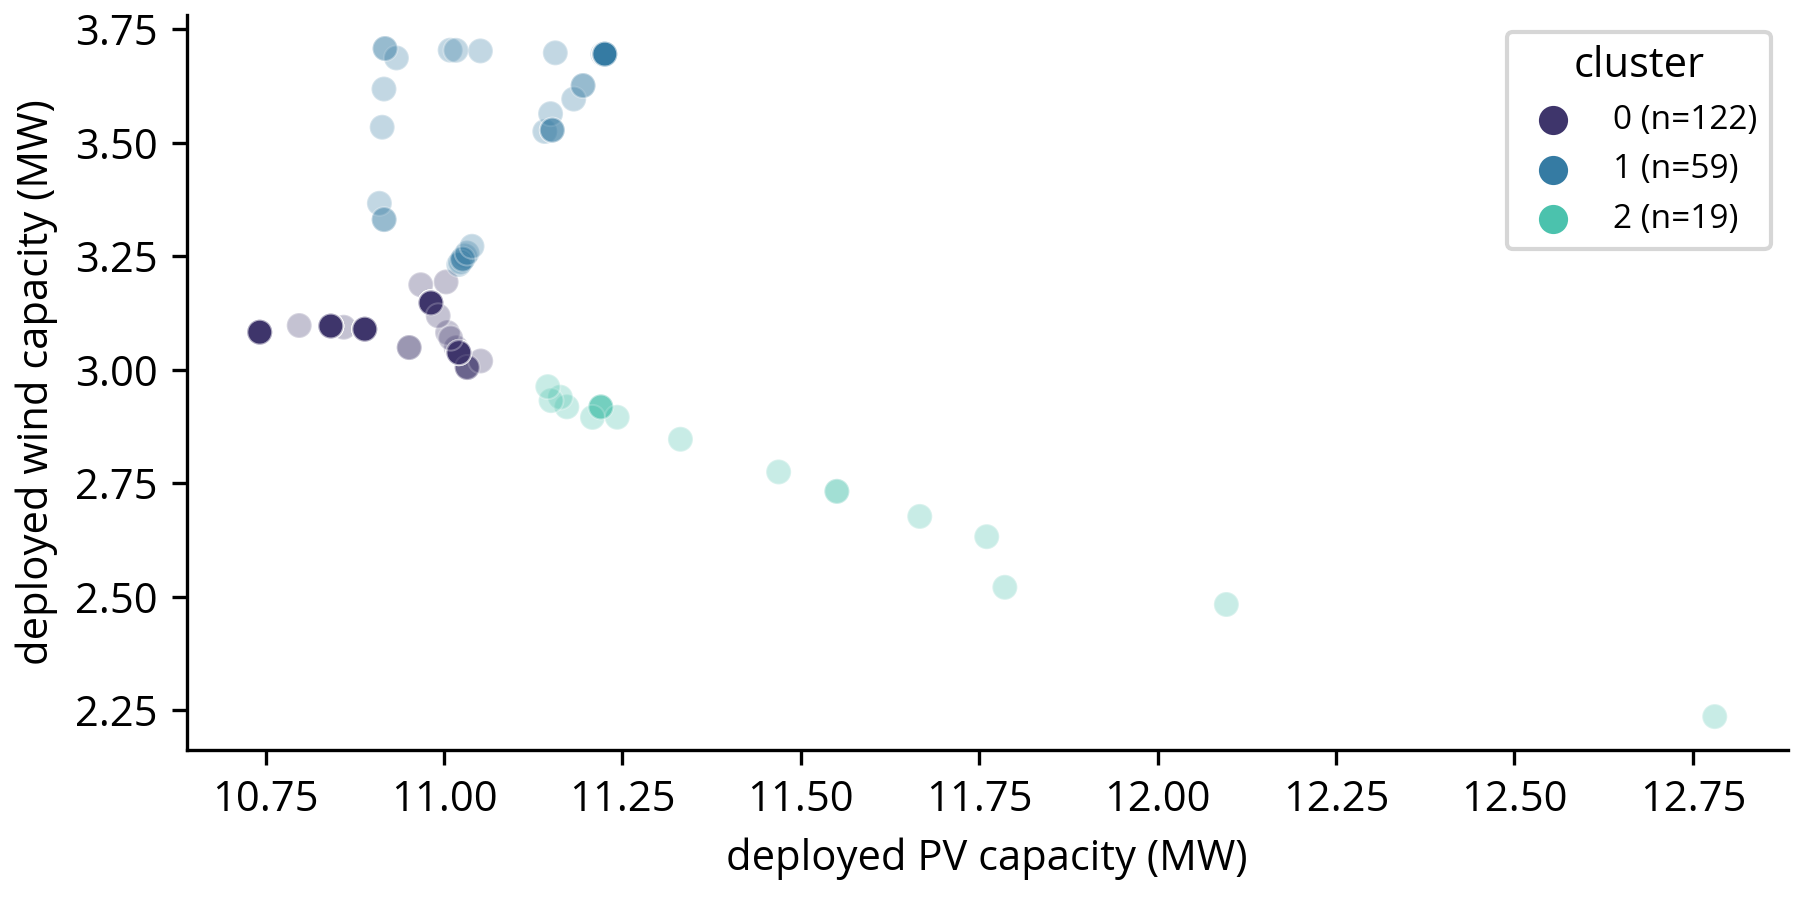 deployed wind capacity (MW)
3.75
3.50
3.25
3.00
2.75
2.50
2.25
cluster
0 (n=122)
1 (n=59)
2 (n=19)
10.75 11.00 11.25 11.50 11.75 12.00 12.25 12.50 12.75
deployed PV capacity (MW)